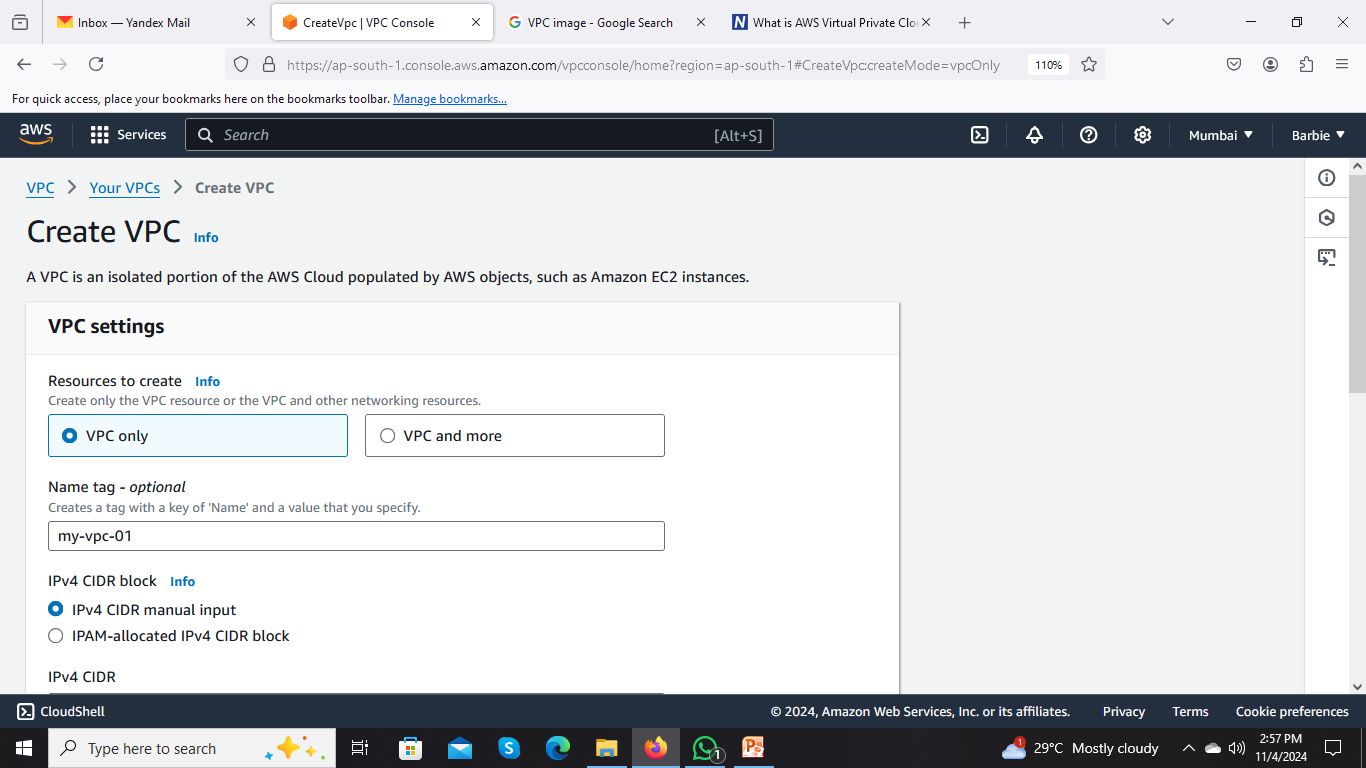 Inbox — Yandex Mail
CreateVpc | VPC Console
VPC image - Google Search
What is AWS Virtual Private Clo
https://ap-south-1.console.aws.amazon.com/vpcconsole/home?region=ap-south-1#CreateVpc:createMode=vpcOnly
110%
For quick access, place your bookmarks here on the bookmarks toolbar. Manage bookmarks...
aws
Services
Search
[Alt+S]
Mumbai
Barbie
VPC
Your VPCs
Create VPC
Create VPC Info
A VPC is an isolated portion of the AWS Cloud populated by AWS objects, such as Amazon EC2 instances.
VPC settings
Resources to create Info
Create only the VPC resource or the VPC and other networking resources.
VPC only
VPC and more
Name tag - optional
Creates a tag with a key of 'Name' and a value that you specify.
my-vpc-01
IPv4 CIDR block Info
IPv4 CIDR manual input
IPAM-allocated IPv4 CIDR block
IPv4 CIDR
CloudShell
© 2024, Amazon Web Services, Inc. or its affiliates.
Privacy
Terms
Cookie preferences
Type here to search
1
1
29°C Mostly cloudy
2:57 PM
11/4/2024